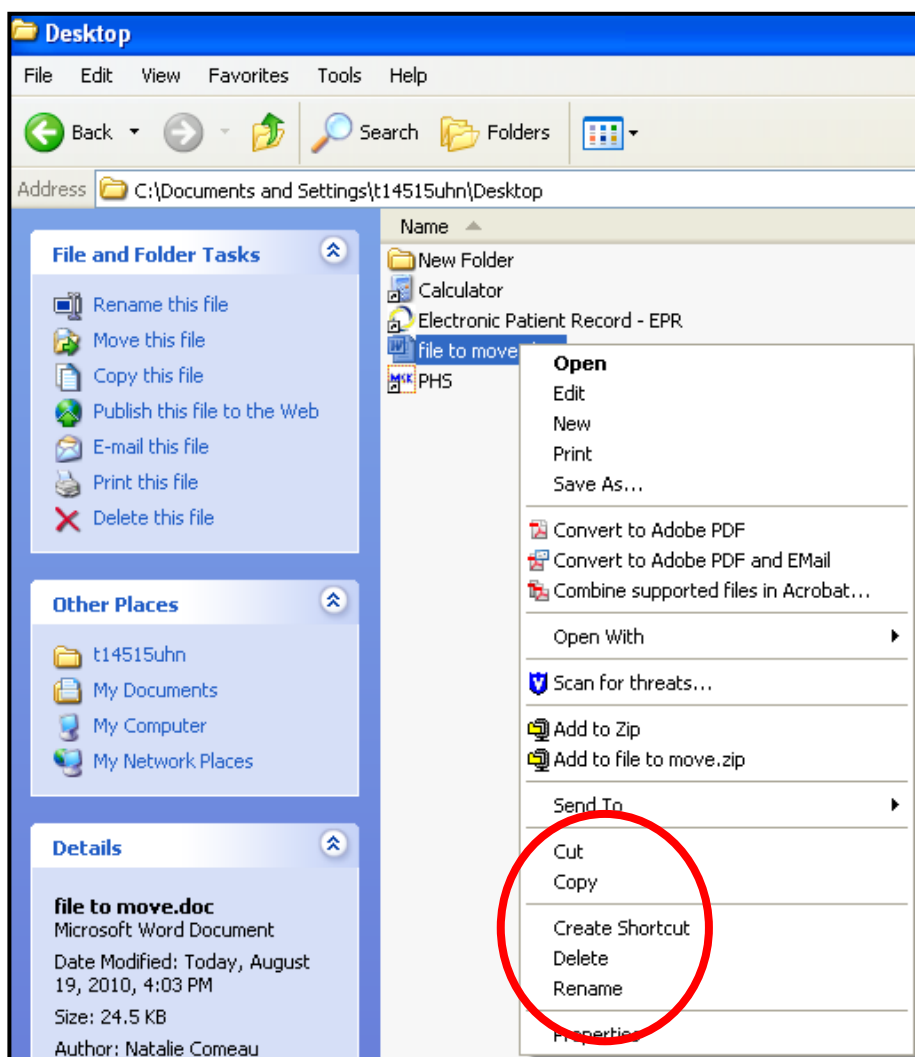 Desktop
File Edit View Favorites Tools Help
Back Search Folders
Address C:\Documents and Settings\t14515uhn\Desktop
Name
File and Folder Tasks
Rename this file
Move this file
Copy this file
Publish this file to the Web
E-mail this file
Print this file
Delete this file
Other Places
t14515uhn
My Documents
My Computer
My Network Places
Details
file to move.doc
Microsoft Word Document
Date Modified: Today, August
19, 2010, 4:03 PM
Size: 24.5 KB
Author: Natalie Comeau
New Folder
Calculator
Electronic Patient Record - EPR
file to move
PHS
Open
Edit
New
Print
Save As...
Convert to Adobe PDF
Convert to Adobe PDF and EMail
Combine supported files in Acrobat...
Open With
Scan for threats...
Add to Zip
Add to file to move.zip
Send To
Cut
Copy
Create Shortcut
Delete
Rename
Properties